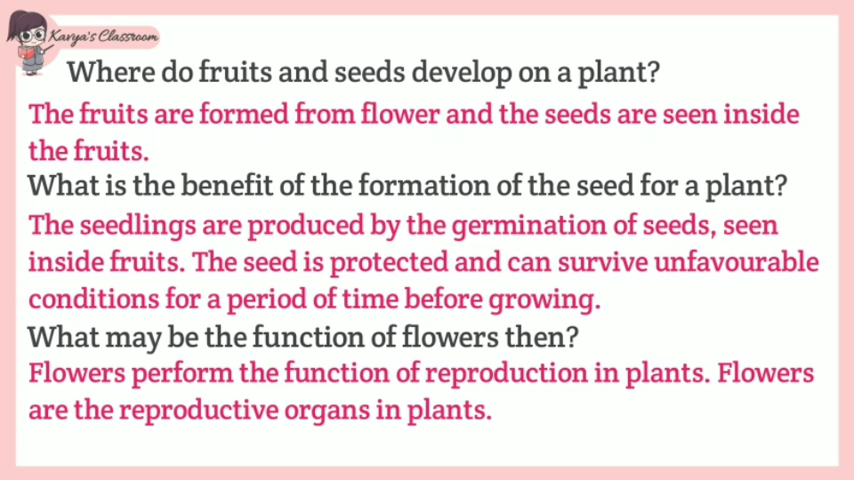 Kavya's Classroom
Where do fruits and seeds develop on a plant?
The fruits are formed from flower and the seeds are seen inside
the fruits.
What is the benefit of the formation of the seed for a plant?
The seedlings are produced by the germination of seeds, seen
inside fruits. The seed is protected and can survive unfavourable
conditions for a period of time before growing.
What may be the function of flowers then?
Flowers perform the function of reproduction in plants. Flowers
are the reproductive organs in plants.